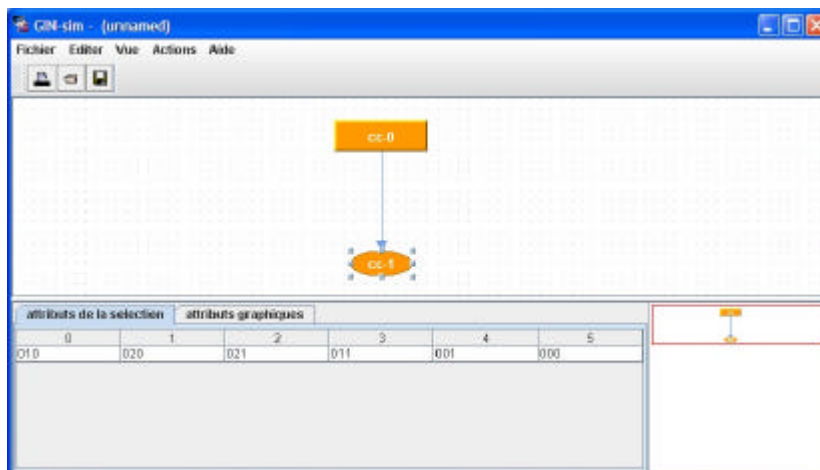 GIN-sim - (unnamed)
Fichier Editer Vue Actions Aide
cc-0
cc-1
attributs de la selection attributs graphiques
0 1 2 3 4 5
010 020 021 011 001 000